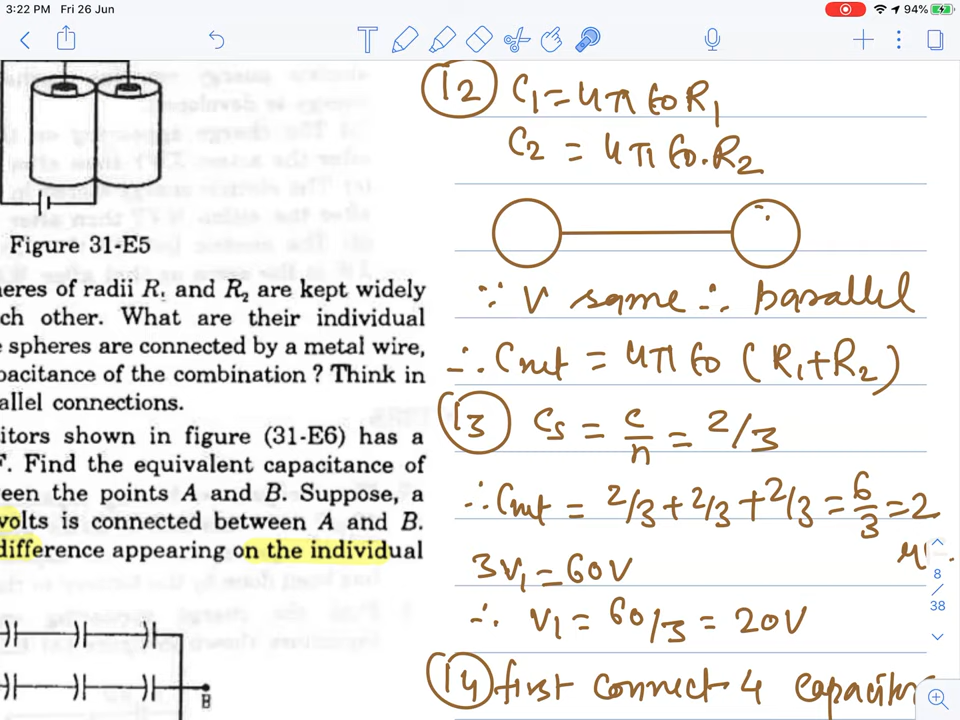 3:22 PM Fri 26 Jun
94%
T
Figure 31-E5
heres of radii R₁ and R₂ are kept widely
ch other. What are their individual
e spheres are connected by a metal wire,
pacitance of the combination ? Think in
allel connections.
itors shown in figure (31-E6) has a
F. Find the equivalent capacitance of
een the points A and B. Suppose, a
volts is connected between A and B.
difference appearing on the individual
B
12 C₁ = 4π ε₀ R₁
C₂ = 4π ε₀. R₂
∵ V same ∴ parallel
∴ Cnet = 4π ε₀ (R₁+R₂)
13 Cs = c/n = 2/3
∴ Cnet = 2/3 + 2/3 + 2/3 = 6/3 = 2
3V₁ = 60V
∴ V₁ = 60/3 = 20V
14 first connect 4 capacitors
8
/
38